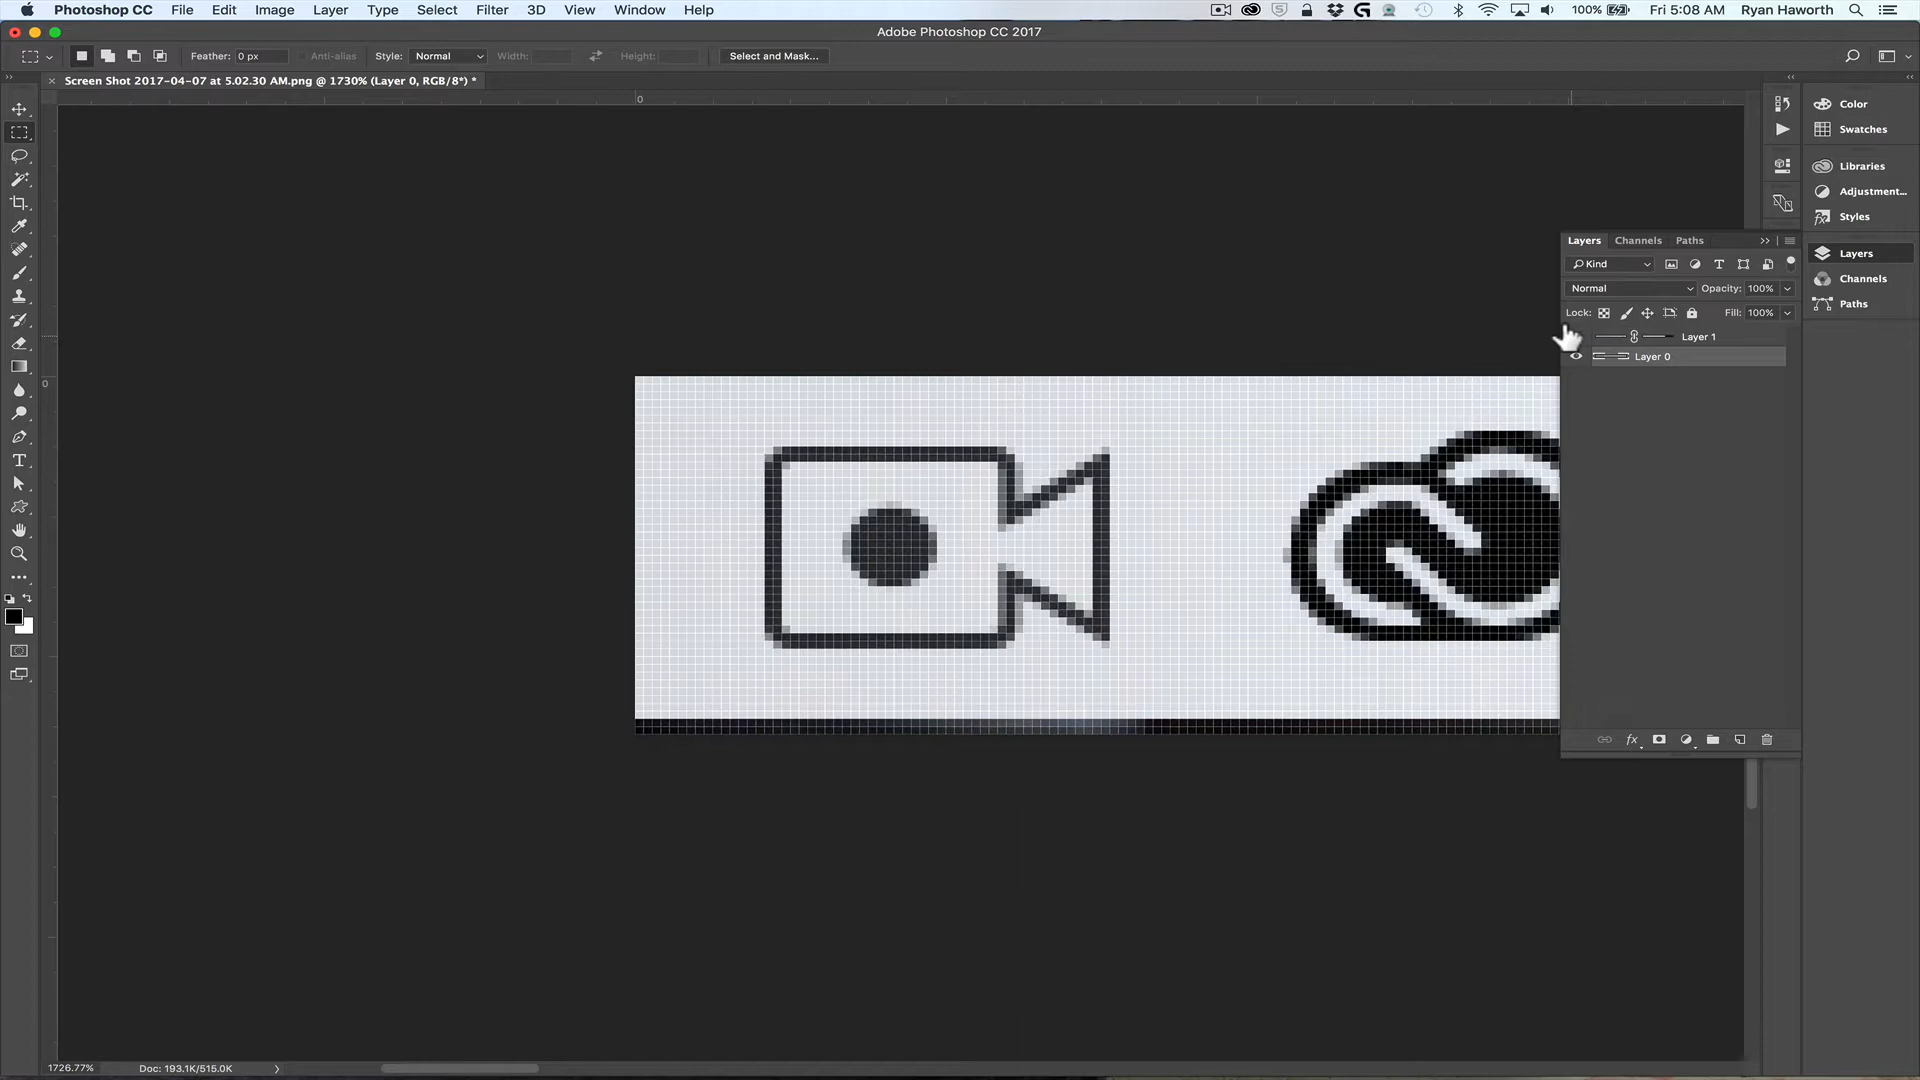 Photoshop CC File Edit Image Layer Type Select Filter 3D View Window Help 100% Fri 5:08 AM Ryan Haworth
Adobe Photoshop CC 2017
Feather: 0 px Anti-alias Style: Normal Width: Height: Select and Mask...
Screen Shot 2017-04-07 at 5.02.30 AM.png @ 1730% (Layer 0, RGB/8*) *
0
0
Color
Swatches
Libraries
Adjustment...
Styles
Layers
Channels
Paths
Layers Channels Paths
Kind
Normal Opacity: 100%
Lock: Fill: 100%
Layer 1
Layer 0
fx
1726.77% Doc: 193.1K/515.0K